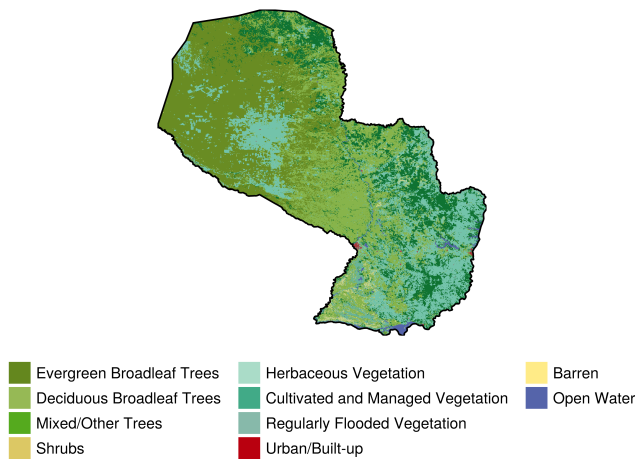 Evergreen Broadleaf Trees
Deciduous Broadleaf Trees
Mixed/Other Trees
Shrubs
Herbaceous Vegetation
Cultivated and Managed Vegetation
Regularly Flooded Vegetation
Urban/Built-up
Barren
Open Water